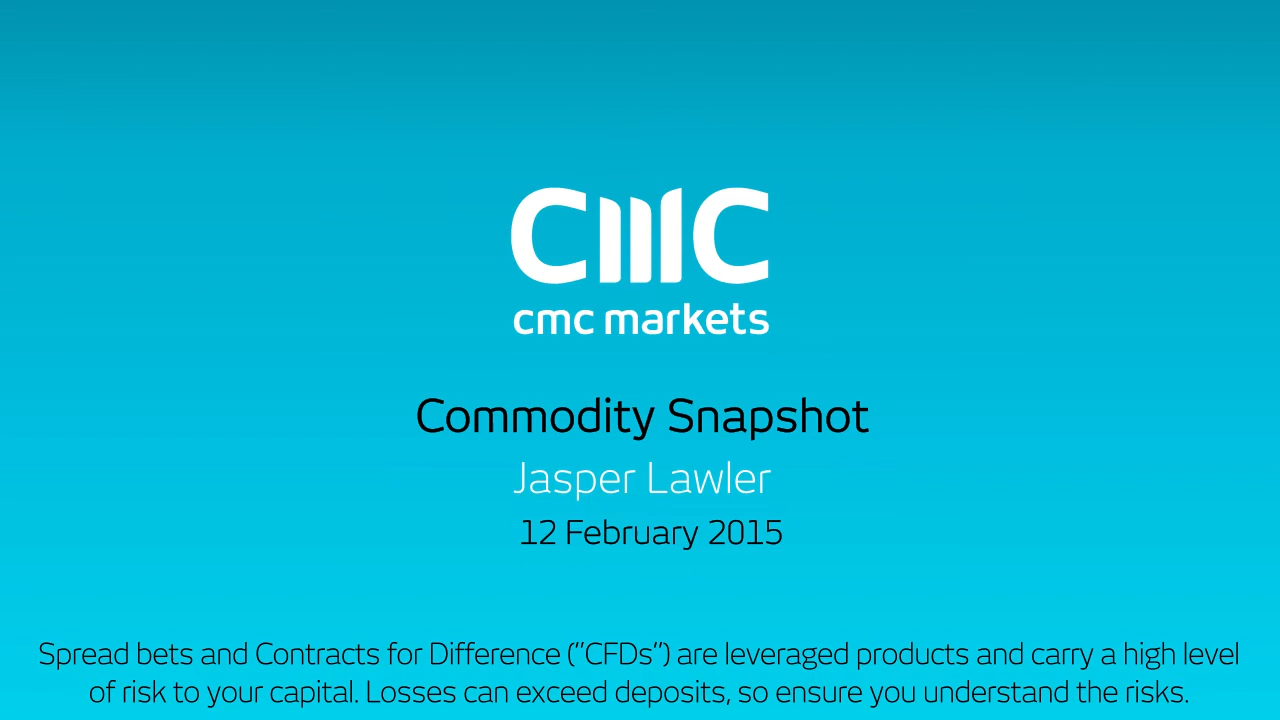 CMC
cmc markets
Commodity Snapshot
Jasper Lawler
12 February 2015
Spread bets and Contracts for Difference (“CFDs”) are leveraged products and carry a high level
of risk to your capital. Losses can exceed deposits, so ensure you understand the risks.